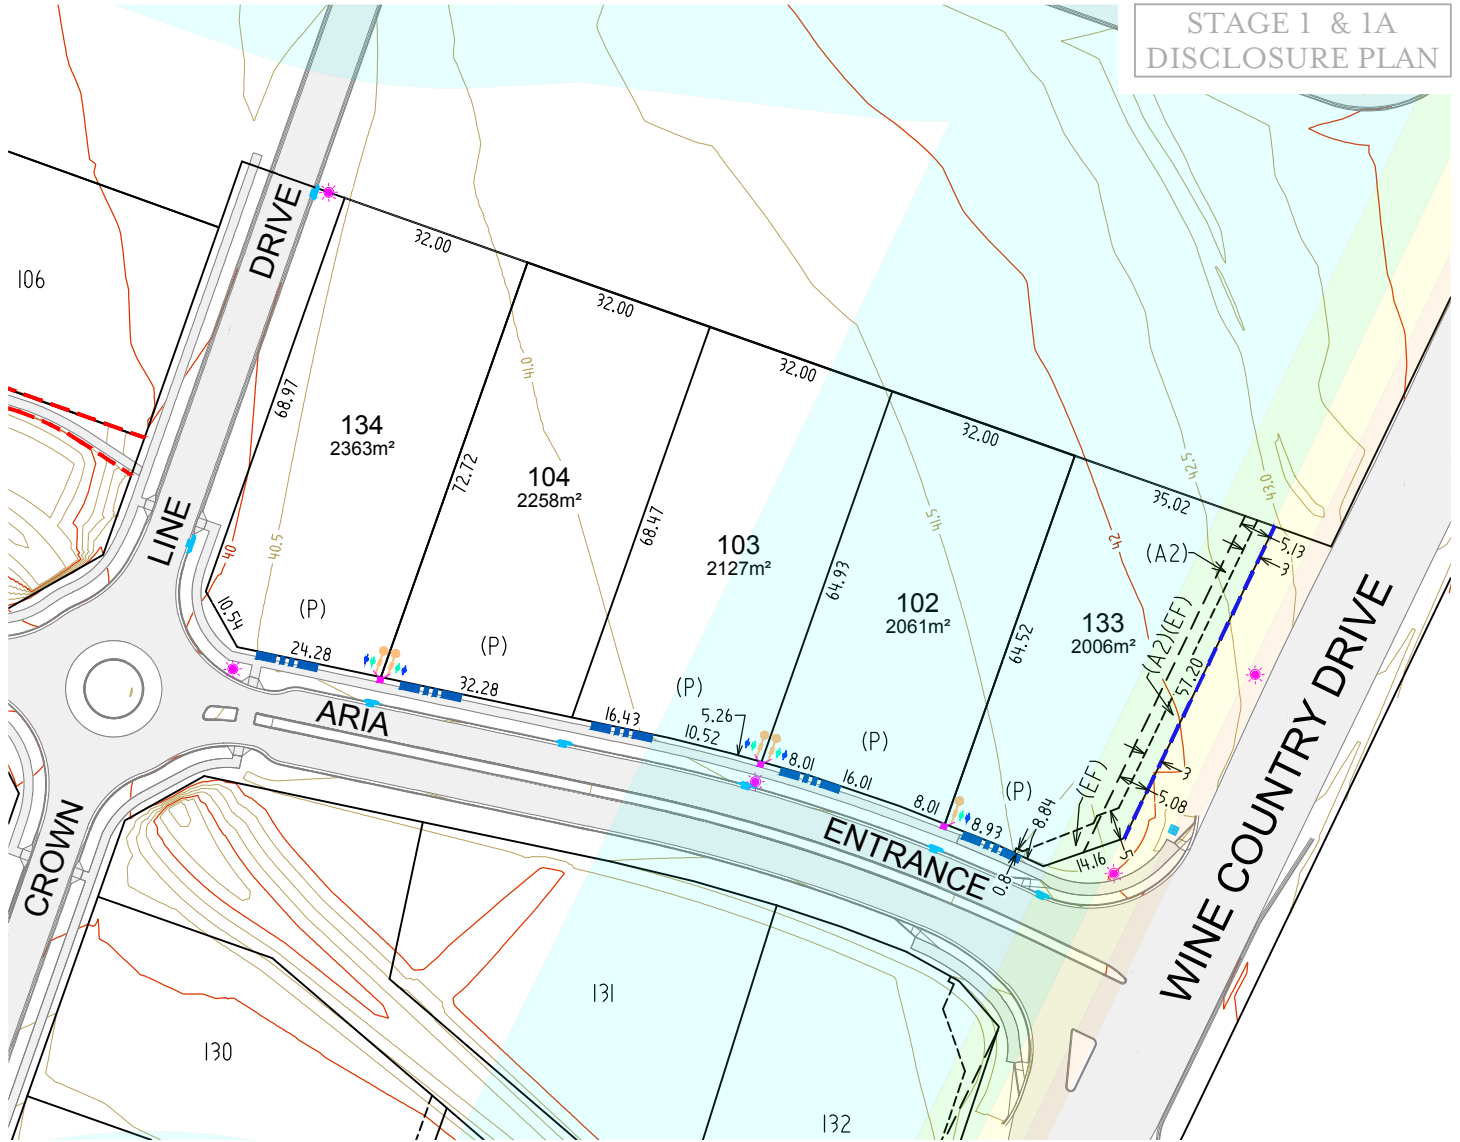 STAGE 1 & 1A
DISCLOSURE PLAN
DRIVE
LINE
106
32.00
32.00
32.00
32.00
35.02
68.97
134
2363m²
72.72
104
2258m²
68.47
103
2127m²
64.93
102
2061m²
64.52
133
2006m²
41.0
41.5
42
42.5
43.0
40
40.5
(A2)
5.13
3
(A2)(EF)
57.20
3
5.08
(EF)
10.54
(P)
24.28
(P)
32.28
16.43
(P)
5.26
10.52
8.01
(P)
16.01
8.01
(P)
8.93
8.84
0.8
14.16
5
ARIA
ENTRANCE
CROWN
WINE COUNTRY DRIVE
131
130
132